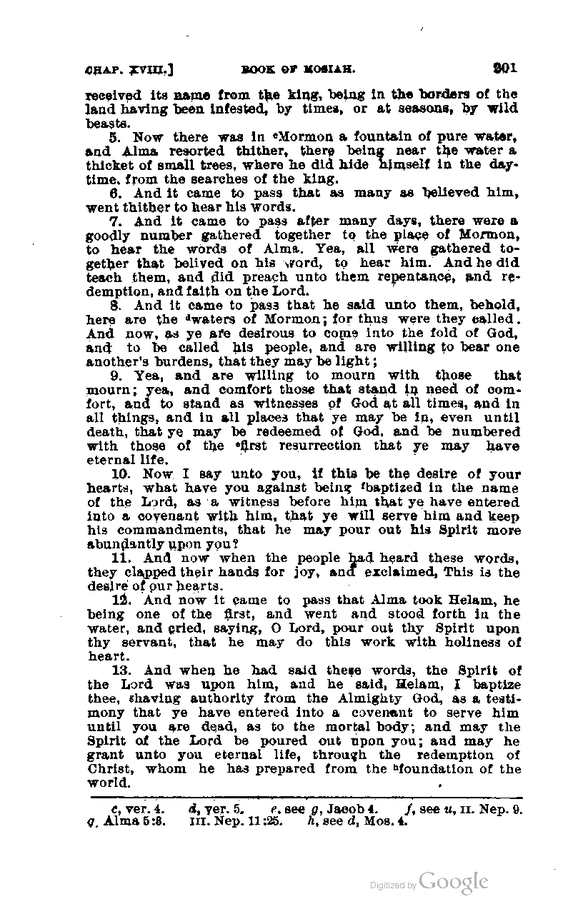 CHAP. XVIII.] BOOK OF MOSIAH. 201
received its name from the king, being in the borders of the
land having been infested, by times, or at seasons, by wild
beasts.
5. Now there was in cMormon a fountain of pure water,
and Alma resorted thither, there being near the water a
thicket of small trees, where he did hide himself in the day-
time, from the searches of the king.
6. And it came to pass that as many as believed him,
went thither to hear his words.
7. And it came to pass after many days, there were a
goodly number gathered together to the place of Mormon,
to hear the words of Alma. Yea, all were gathered to-
gether that belived on his word, to hear him. And he did
teach them, and did preach unto them repentance, and re-
demption, and faith on the Lord.
8. And it came to pass that he said unto them, behold,
here are the dwaters of Mormon; for thus were they called.
And now, as ye are desirous to come into the fold of God,
and to be called his people, and are willing to bear one
another's burdens, that they may be light;
9. Yea, and are willing to mourn with those that
mourn; yea, and comfort those that stand in need of com-
fort, and to stand as witnesses of God at all times, and in
all things, and in all places that ye may be in, even until
death, that ye may be redeemed of God, and be numbered
with those of the efirst resurrection that ye may have
eternal life.
10. Now I say unto you, if this be the desire of your
hearts, what have you against being fbaptized in the name
of the Lord, as a witness before him that ye have entered
into a covenant with him, that ye will serve him and keep
his commandments, that he may pour out his Spirit more
abundantly upon you?
11. And now when the people had heard these words,
they clapped their hands for joy, and exclaimed, This is the
desire of our hearts.
12. And now it came to pass that Alma took Helam, he
being one of the first, and went and stood forth in the
water, and cried, saying, O Lord, pour out thy Spirit upon
thy servant, that he may do this work with holiness of
heart.
13. And when he had said these words, the Spirit of
the Lord was upon him, and he said, Helam, I baptize
thee, ghaving authority from the Almighty God, as a testi-
mony that ye have entered into a covenant to serve him
until you are dead, as to the mortal body; and may the
Spirit of the Lord be poured out upon you; and may he
grant unto you eternal life, through the redemption of
Christ, whom he has prepared from the hfoundation of the
world.
c, ver. 4. d, ver. 5. e, see g, Jacob 4. f, see u, II. Nep. 9.
g, Alma 5:3. III. Nep. 11:25. h, see d, Mos. 4.
Digitized by Google